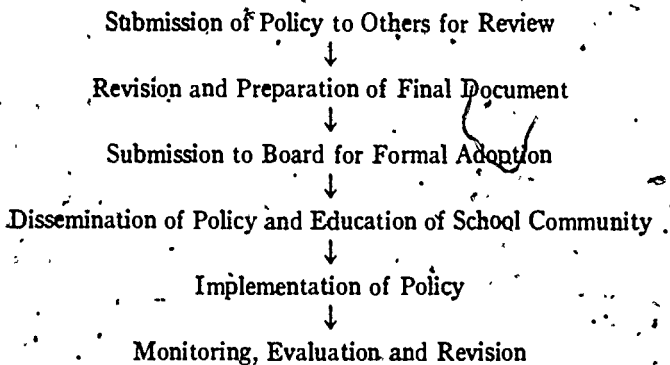 Submission of Policy to Others for Review
↓
Revision and Preparation of Final Document
↓
Submission to Board for Formal Adoption
↓
Dissemination of Policy and Education of School Community
↓
Implementation of Policy
↓
Monitoring, Evaluation and Revision